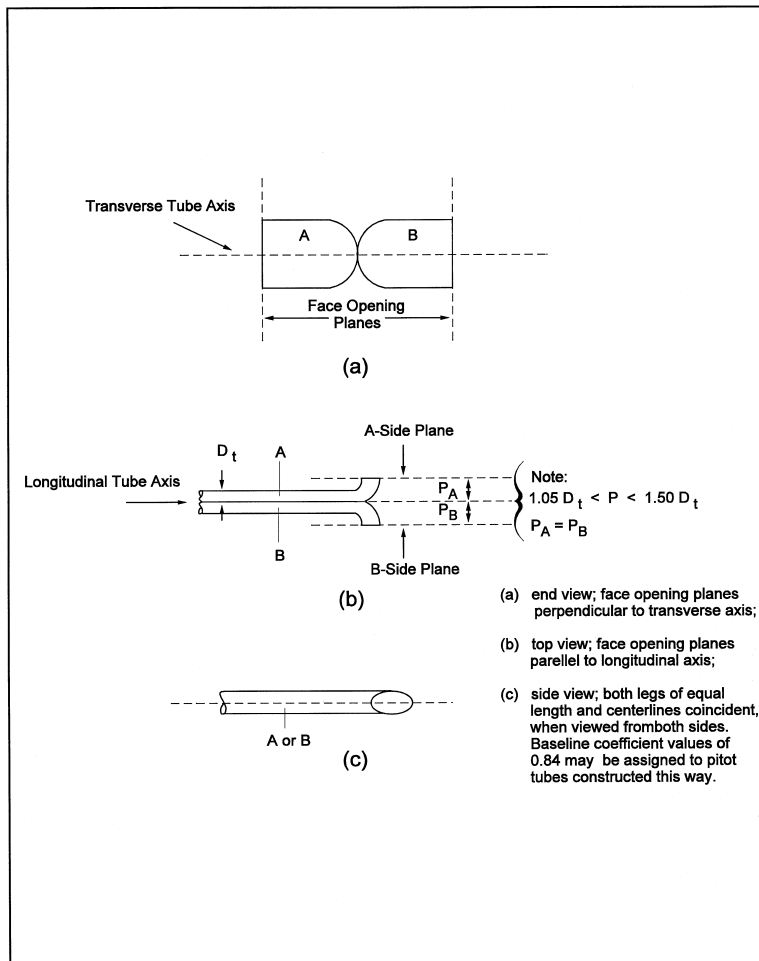 Transverse Tube Axis
A
B
Face Opening
Planes
(a)
A-Side Plane
D t
A
Longitudinal Tube Axis
P A
P B
Note:
1.05 D t < P < 1.50 D t
P A = P B
B
B-Side Plane
(b)
(a) end view; face opening planes
perpendicular to transverse axis;
(b) top view; face opening planes
parellel to longitudinal axis;
(c) side view; both legs of equal
length and centerlines coincident,
when viewed fromboth sides.
Baseline coefficient values of
0.84 may be assigned to pitot
tubes constructed this way.
A or B
(c)